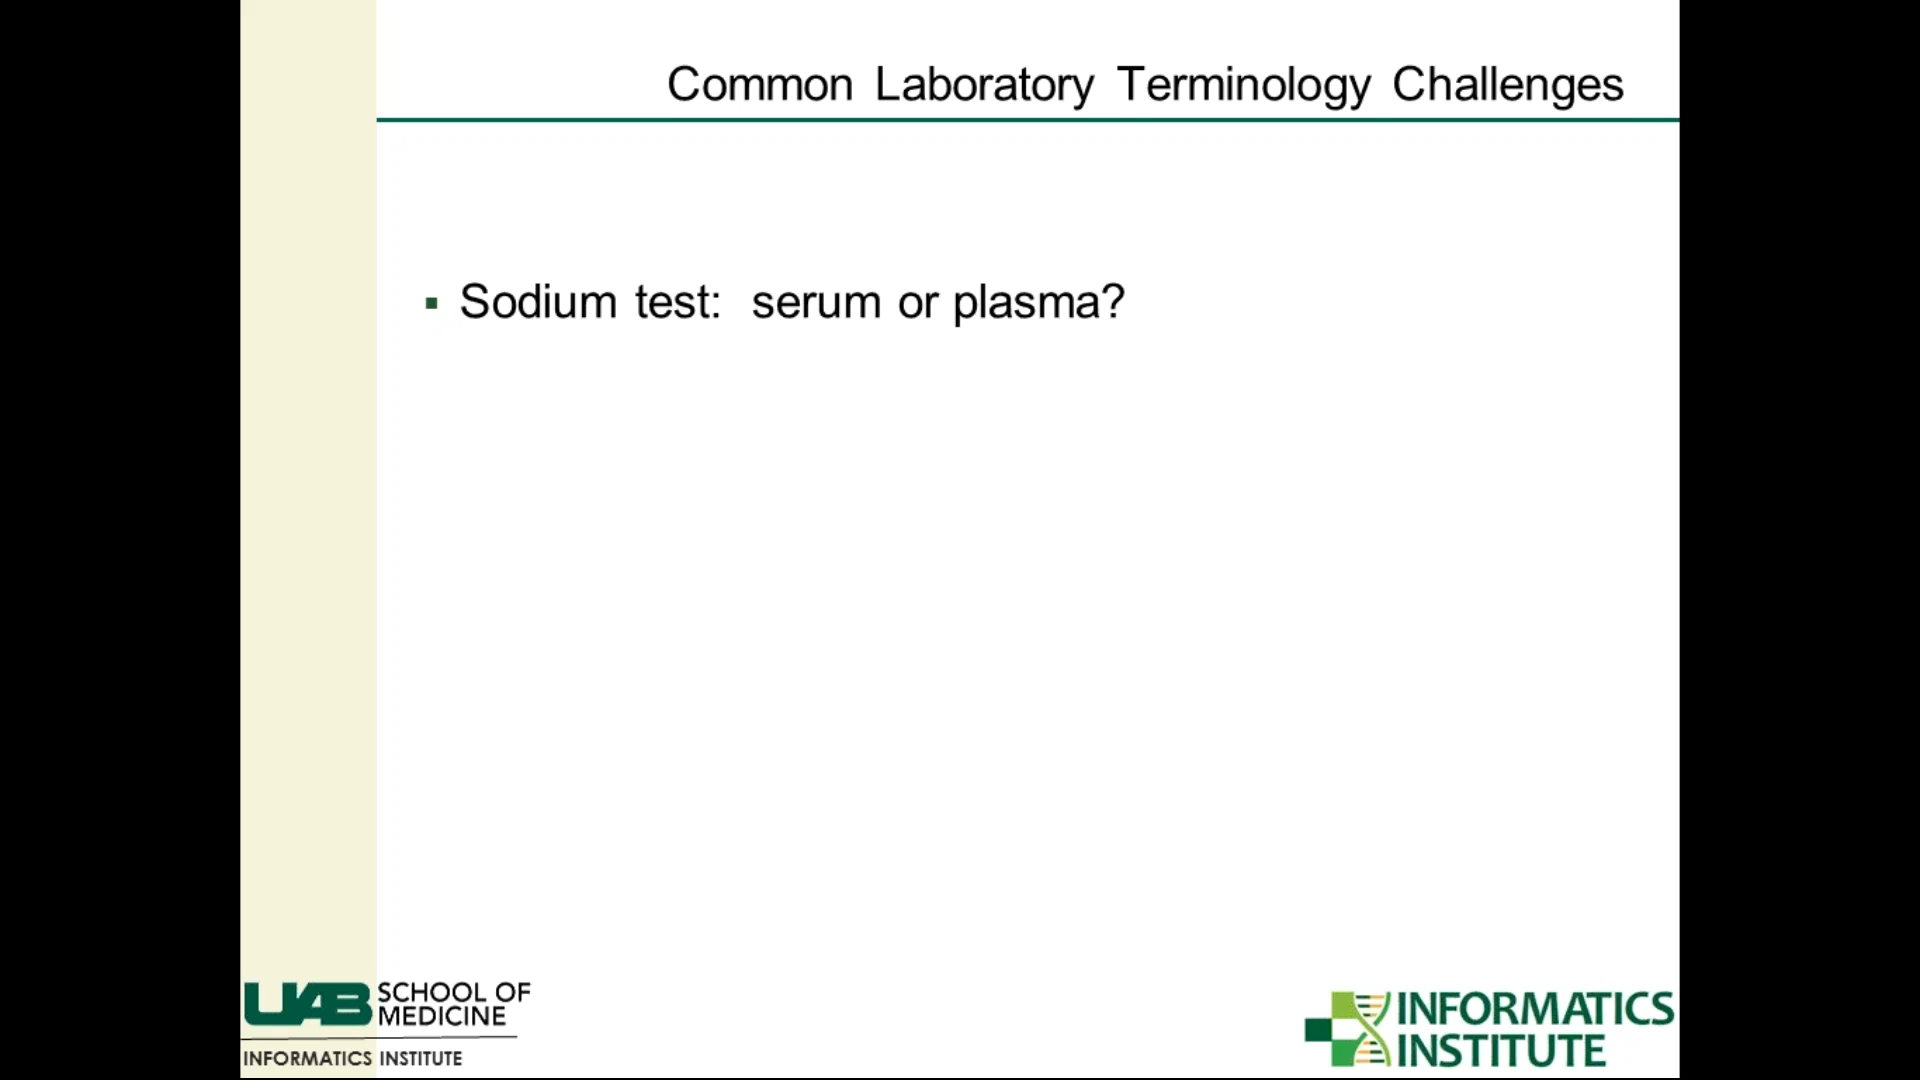 Common Laboratory Terminology Challenges
▪ Sodium test: serum or plasma?
UAB SCHOOL OF
MEDICINE
INFORMATICS INSTITUTE
INFORMATICS
INSTITUTE